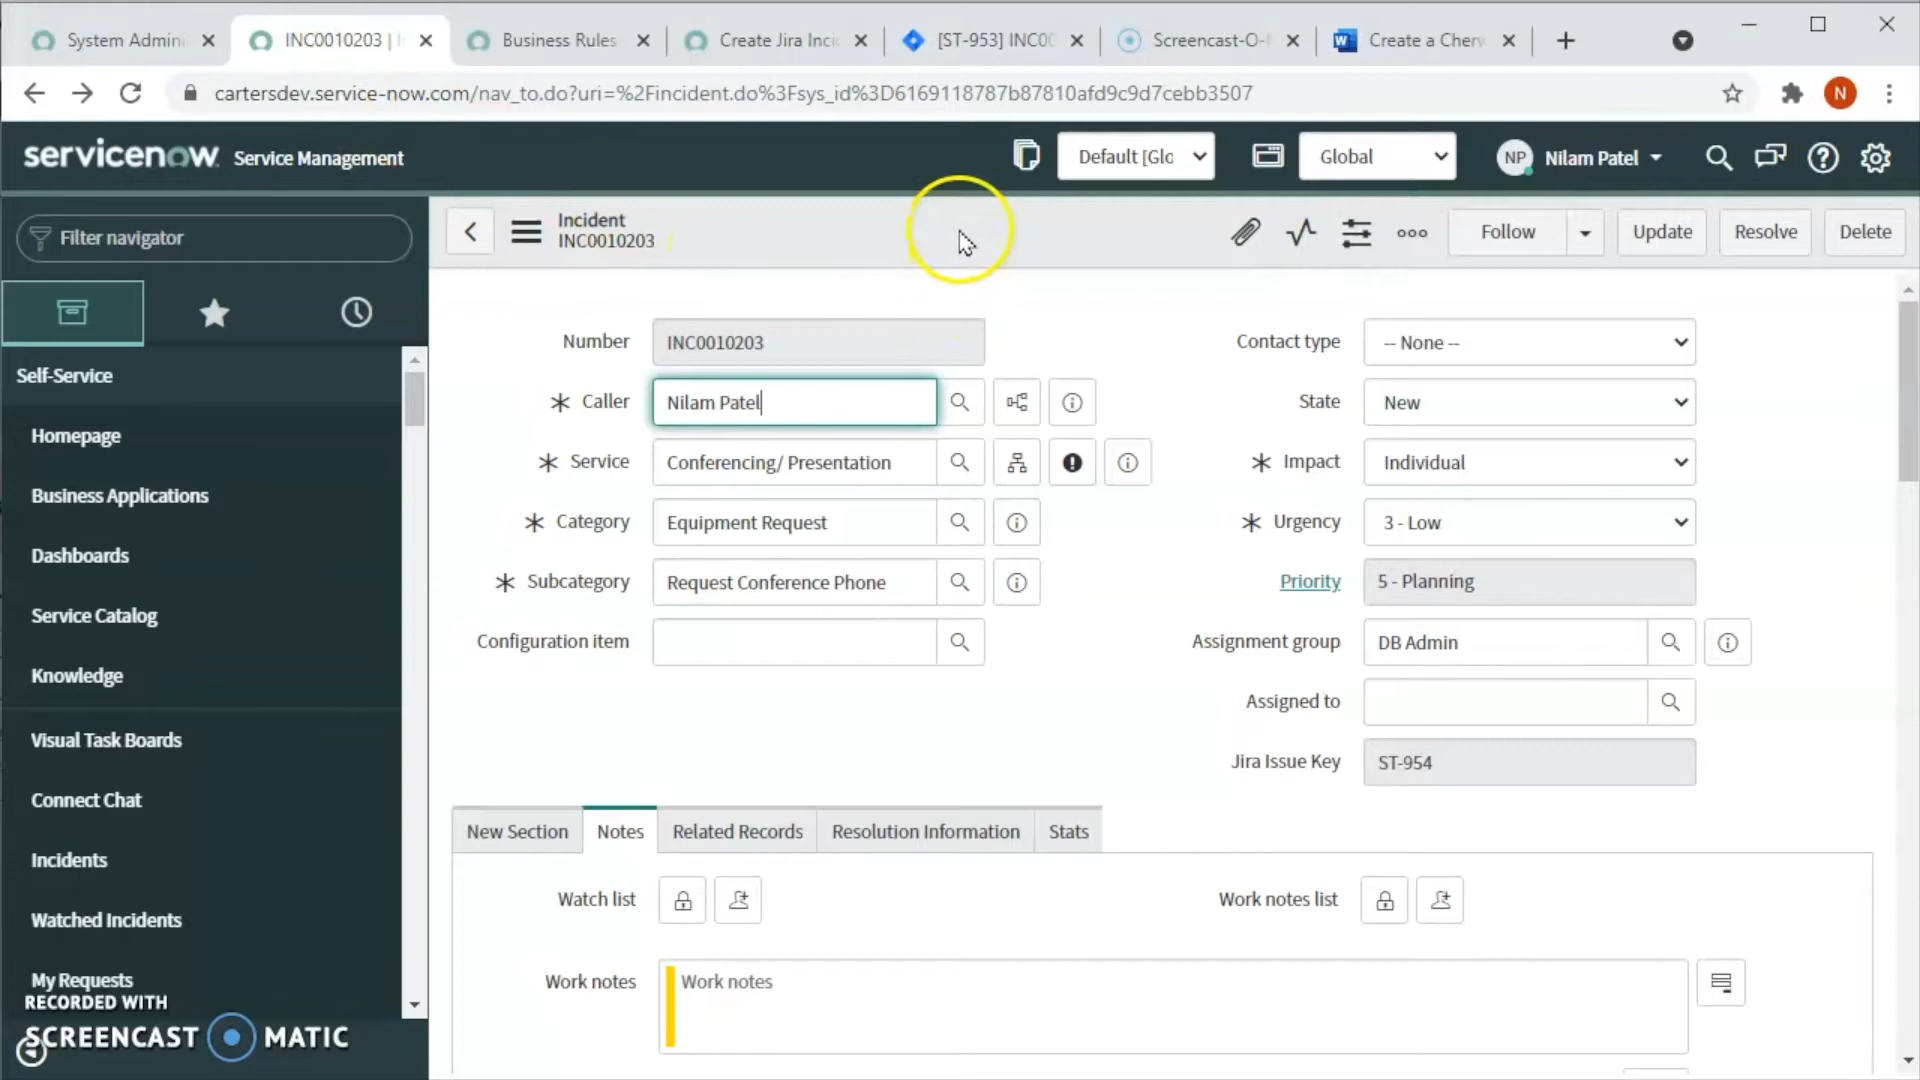 System Admini
INC0010203 | I
Business Rules
Create Jira Inci
[ST-953] INC00
Screencast-O-
Create a Cherw
cartersdev.service-now.com/nav_to.do?uri=%2Fincident.do%3Fsys_id%3D6169118787b87810afd9c9d7cebb3507
N
servicenow Service Management
Default [Glo
Global
NP Nilam Patel
Filter navigator
Incident
INC0010203
Follow
Update
Resolve
Delete
Self-Service
Homepage
Business Applications
Dashboards
Service Catalog
Knowledge
Visual Task Boards
Connect Chat
Incidents
Watched Incidents
My Requests
Number INC0010203
Caller Nilam Patel
Service Conferencing/ Presentation
Category Equipment Request
Subcategory Request Conference Phone
Configuration item
Contact type -- None --
State New
Impact Individual
Urgency 3 - Low
Priority 5 - Planning
Assignment group DB Admin
Assigned to
Jira Issue Key ST-954
New Section
Notes
Related Records
Resolution Information
Stats
Watch list
Work notes list
Work notes Work notes
RECORDED WITH
SCREENCAST MATIC